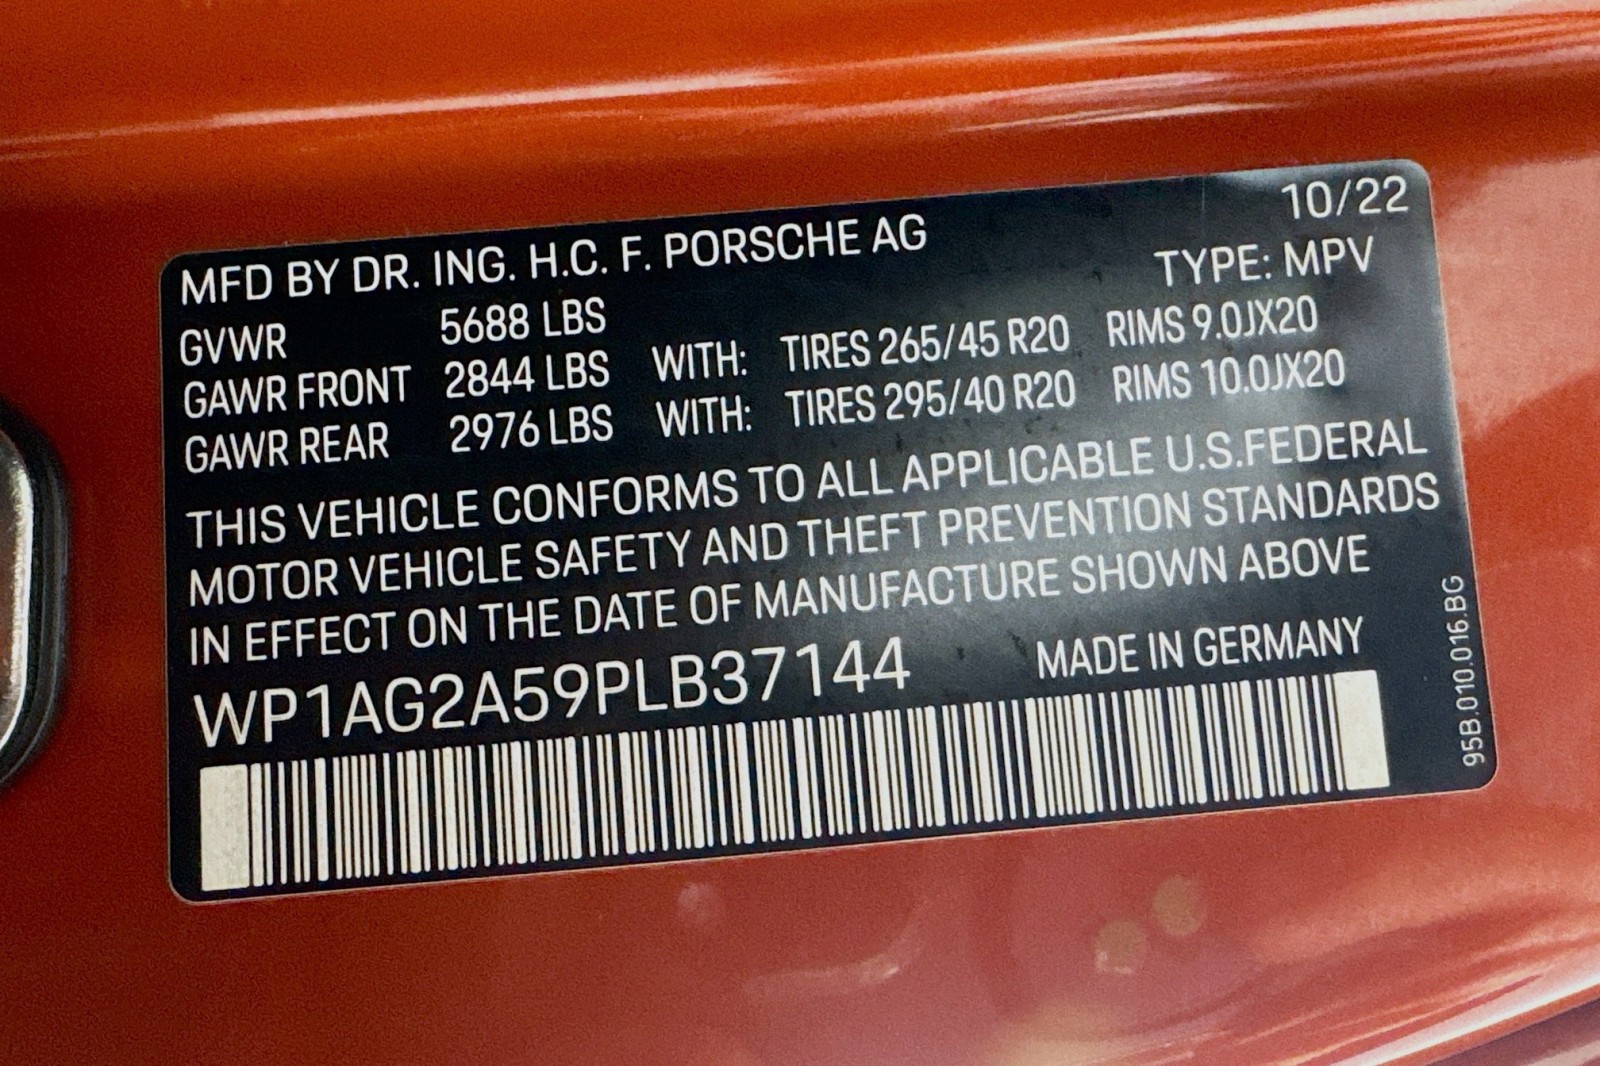 MFD BY DR. ING. H.C. F. PORSCHE AG 10/22
TYPE: MPV
GVWR 5688 LBS
GAWR FRONT 2844 LBS WITH: TIRES 265/45 R20 RIMS 9.0JX20
GAWR REAR 2976 LBS WITH: TIRES 295/40 R20 RIMS 10.0JX20
THIS VEHICLE CONFORMS TO ALL APPLICABLE U.S.FEDERAL
MOTOR VEHICLE SAFETY AND THEFT PREVENTION STANDARDS
IN EFFECT ON THE DATE OF MANUFACTURE SHOWN ABOVE
WP1AG2A59PLB37144 MADE IN GERMANY
95B.010.016.BG